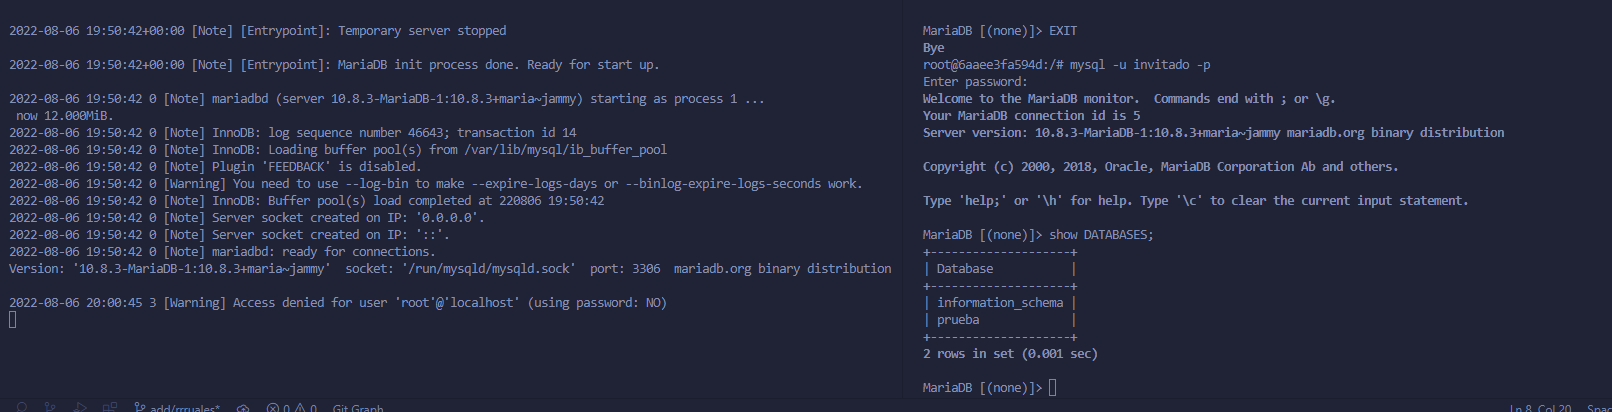 2022-08-06 19:50:42+00:00 [Note] [Entrypoint]: Temporary server stopped
2022-08-06 19:50:42+00:00 [Note] [Entrypoint]: MariaDB init process done. Ready for start up.
2022-08-06 19:50:42 0 [Note] mariadbd (server 10.8.3-MariaDB-1:10.8.3+maria~jammy) starting as process 1 ...
 now 12.000MiB.
2022-08-06 19:50:42 0 [Note] InnoDB: log sequence number 46643; transaction id 14
2022-08-06 19:50:42 0 [Note] InnoDB: Loading buffer pool(s) from /var/lib/mysql/ib_buffer_pool
2022-08-06 19:50:42 0 [Note] Plugin 'FEEDBACK' is disabled.
2022-08-06 19:50:42 0 [Warning] You need to use --log-bin to make --expire-logs-days or --binlog-expire-logs-seconds work.
2022-08-06 19:50:42 0 [Note] InnoDB: Buffer pool(s) load completed at 220806 19:50:42
2022-08-06 19:50:42 0 [Note] Server socket created on IP: '0.0.0.0'.
2022-08-06 19:50:42 0 [Note] Server socket created on IP: '::'.
2022-08-06 19:50:42 0 [Note] mariadbd: ready for connections.
Version: '10.8.3-MariaDB-1:10.8.3+maria~jammy'  socket: '/run/mysqld/mysqld.sock'  port: 3306  mariadb.org binary distribution
2022-08-06 20:00:45 3 [Warning] Access denied for user 'root'@'localhost' (using password: NO)
MariaDB [(none)]> EXIT
Bye
root@6aaee3fa594d:/# mysql -u invitado -p
Enter password:
Welcome to the MariaDB monitor.  Commands end with ; or \g.
Your MariaDB connection id is 5
Server version: 10.8.3-MariaDB-1:10.8.3+maria~jammy mariadb.org binary distribution
Copyright (c) 2000, 2018, Oracle, MariaDB Corporation Ab and others.
Type 'help;' or '\h' for help. Type '\c' to clear the current input statement.
MariaDB [(none)]> show DATABASES;
+--------------------+
| Database           |
+--------------------+
| information_schema |
| prueba             |
+--------------------+
2 rows in set (0.001 sec)
MariaDB [(none)]>
add/rrruales* 0 0 Git Graph
Ln 8, Col 20